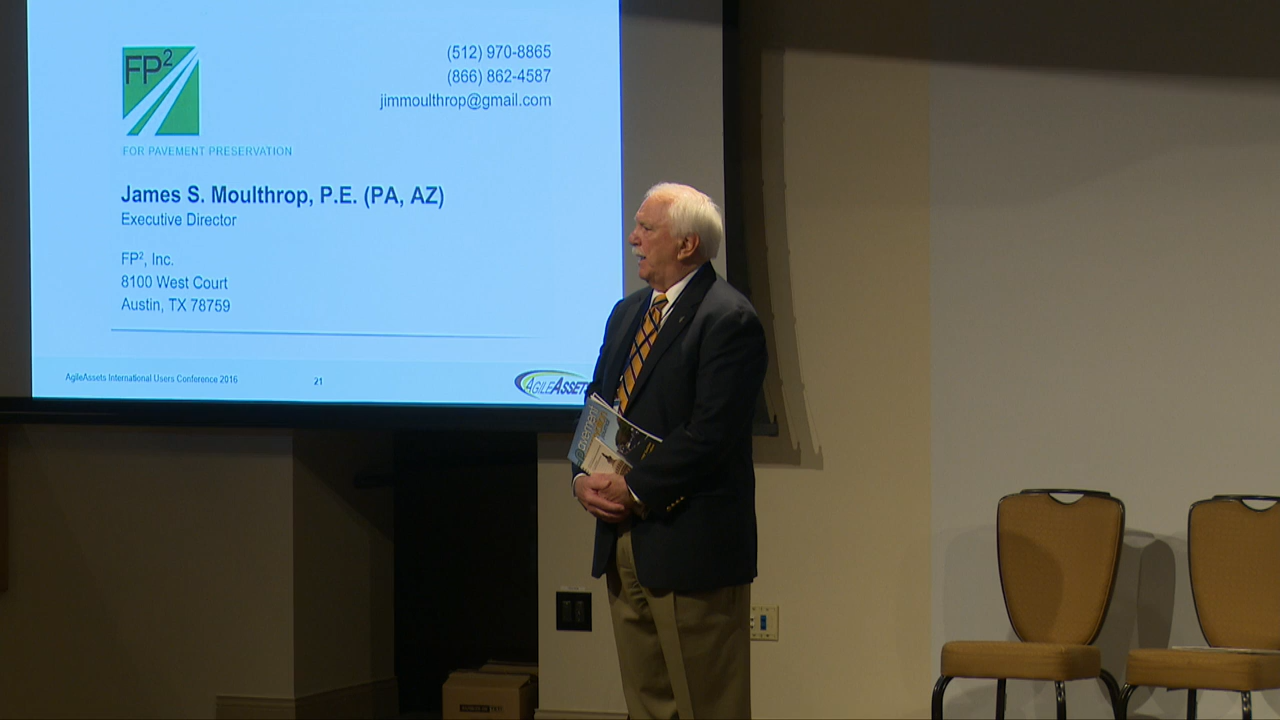 FP²
FOR PAVEMENT PRESERVATION
(512) 970-8865
(866) 862-4587
jimmoulthrop@gmail.com
James S. Moulthrop, P.E. (PA, AZ)
Executive Director
FP², Inc.
8100 West Court
Austin, TX 78759
AgileAssets International Users Conference 2016
21
AGILEASSETS